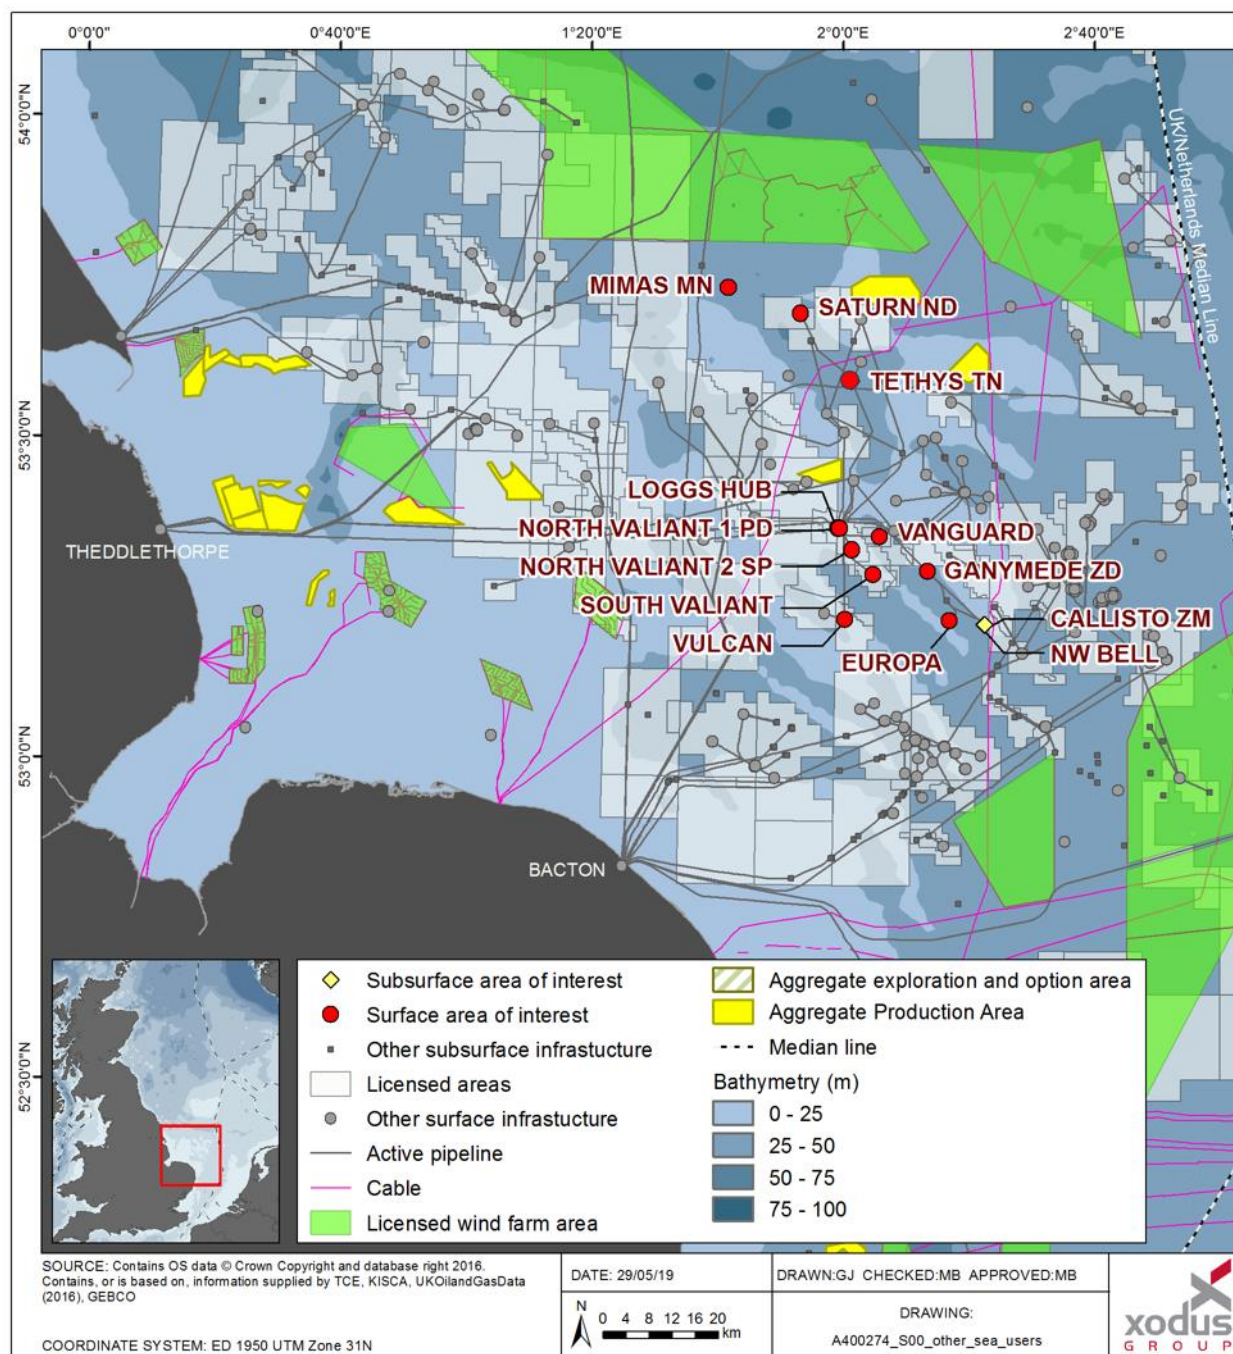 0°0'0" 0°40'0"E 1°20'0"E 2°0'0"E 2°40'0"E
54°0'0"N
53°30'0"N
53°0'0"N
52°30'0"N
UK/Netherlands Median Line
MIMAS MN
SATURN ND
TETHYS TN
LOGGS HUB
NORTH VALIANT 1 PD
VANGUARD
NORTH VALIANT 2 SP
GANYMEDE ZD
SOUTH VALIANT
CALLISTO ZM
VULCAN
EUROPA
NW BELL
THEDDLETHORPE
BACTON
Subsurface area of interest
Surface area of interest
Other subsurface infrastucture
Licensed areas
Other surface infrastucture
Active pipeline
Cable
Licensed wind farm area
Aggregate exploration and option area
Aggregate Production Area
Median line
Bathymetry (m)
0 - 25
25 - 50
50 - 75
75 - 100
SOURCE: Contains OS data © Crown Copyright and database right 2016.
Contains, or is based on, information supplied by TCE, KISCA, UKOilandGasData
(2016), GEBCO
COORDINATE SYSTEM: ED 1950 UTM Zone 31N
DATE: 29/05/19
N
0 4 8 12 16 20
km
DRAWN:GJ CHECKED:MB APPROVED:MB
DRAWING:
A400274_S00_other_sea_users
xodus
GROUP